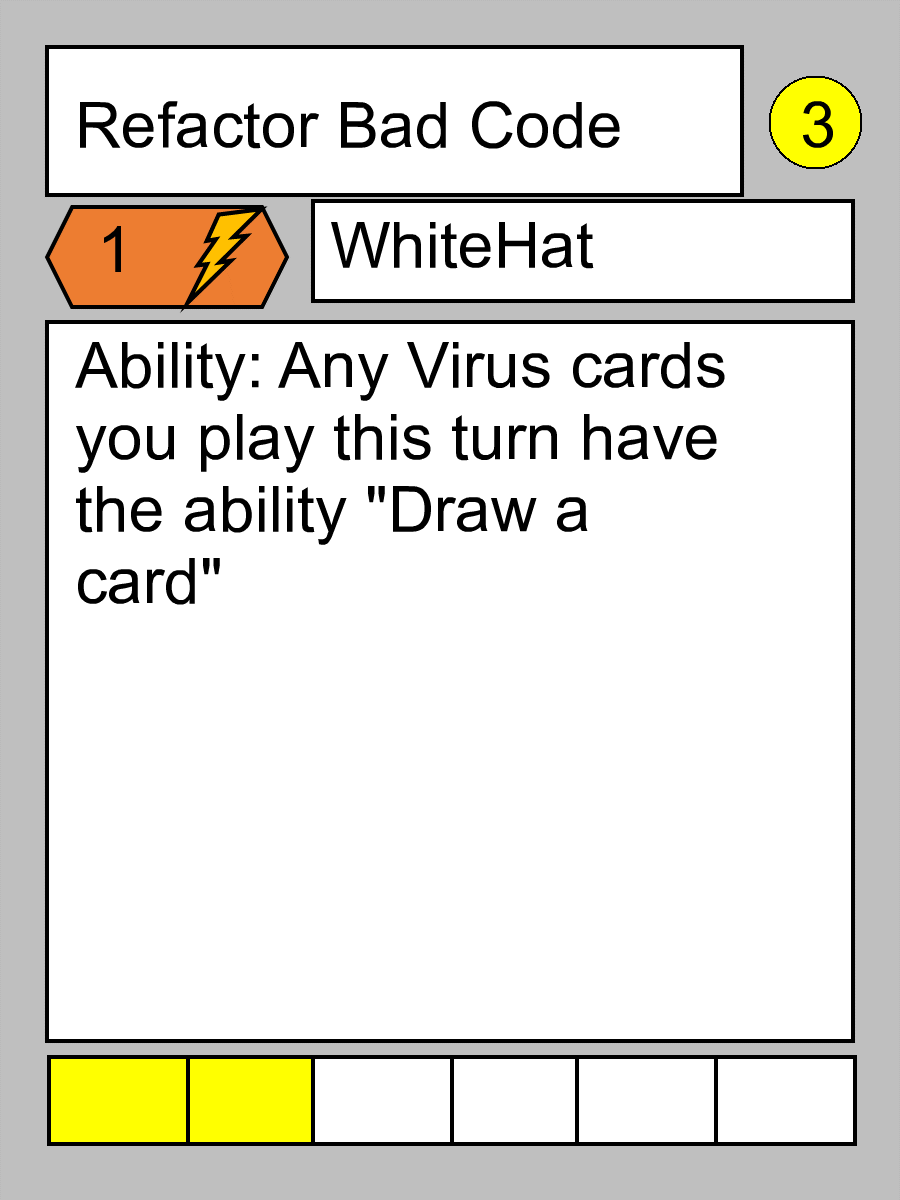 Refactor Bad Code
3
1
WhiteHat
Ability: Any Virus cards
you play this turn have
the ability "Draw a
card"